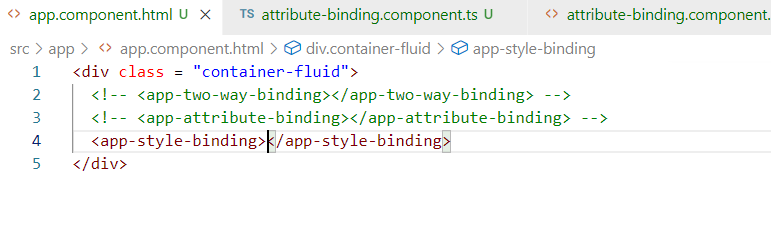 app.component.html U
TS attribute-binding.component.ts U
attribute-binding.component.
src > app > app.component.html > div.container-fluid > app-style-binding
1 <div class = "container-fluid">
2 <!-- <app-two-way-binding></app-two-way-binding> -->
3 <!-- <app-attribute-binding></app-attribute-binding> -->
4 <app-style-binding></app-style-binding>
5 </div>